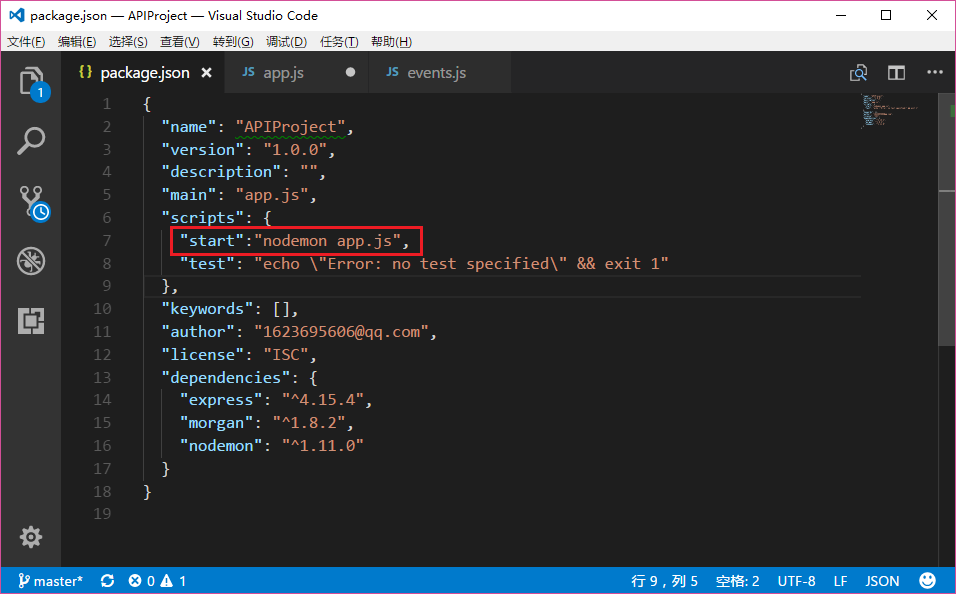 package.json — APIProject — Visual Studio Code
文件(F) 编辑(E) 选择(S) 查看(V) 转到(G) 调试(D) 任务(T) 帮助(H)
{} package.json × JS app.js ● JS events.js
1 {
2 "name": "APIProject",
3 "version": "1.0.0",
4 "description": "",
5 "main": "app.js",
6 "scripts": {
7 "start":"nodemon app.js",
8 "test": "echo \"Error: no test specified\" && exit 1"
9 },
10 "keywords": [],
11 "author": "1623695606@qq.com",
12 "license": "ISC",
13 "dependencies": {
14 "express": "^4.15.4",
15 "morgan": "^1.8.2",
16 "nodemon": "^1.11.0"
17 }
18 }
19
1
master* 0 1 行 9，列 5 空格: 2 UTF-8 LF JSON